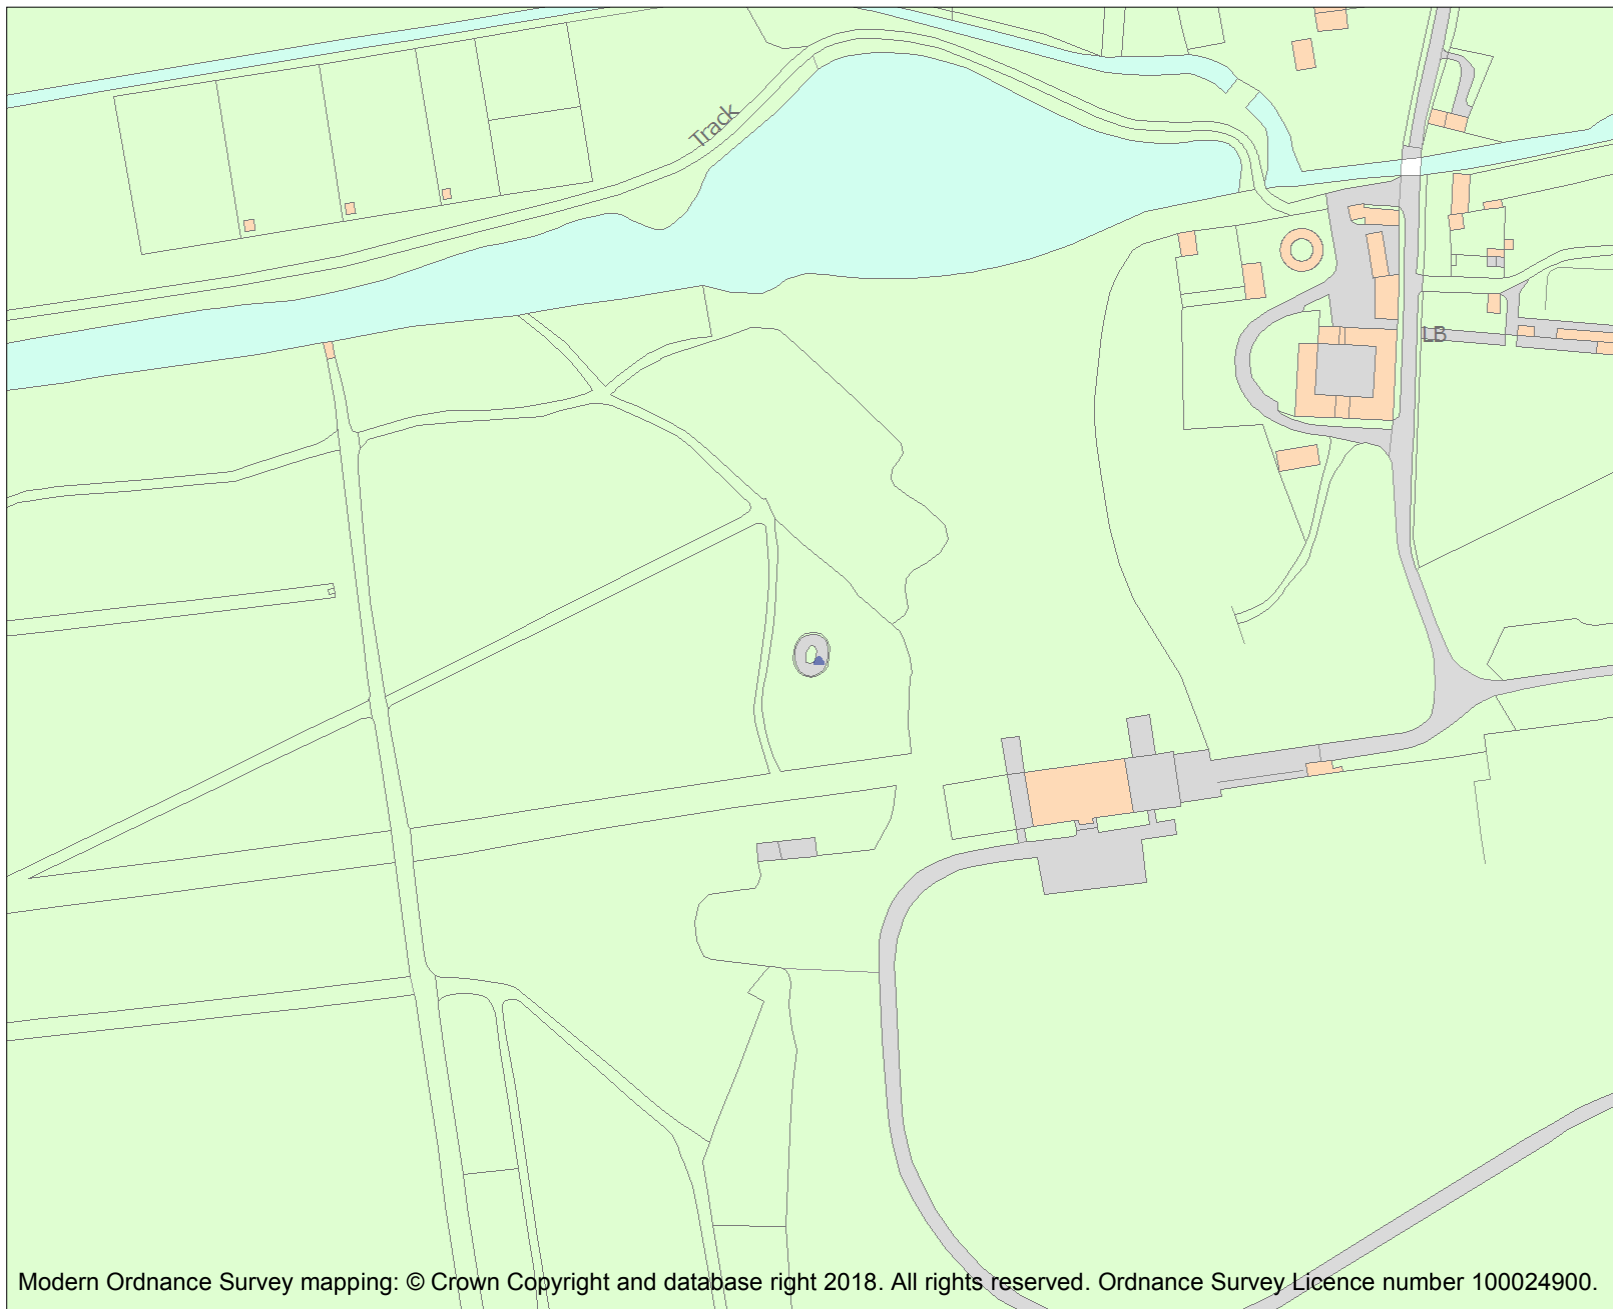 Track
LB
Modern Ordnance Survey mapping: © Crown Copyright and database right 2018. All rights reserved. Ordnance Survey Licence number 100024900.